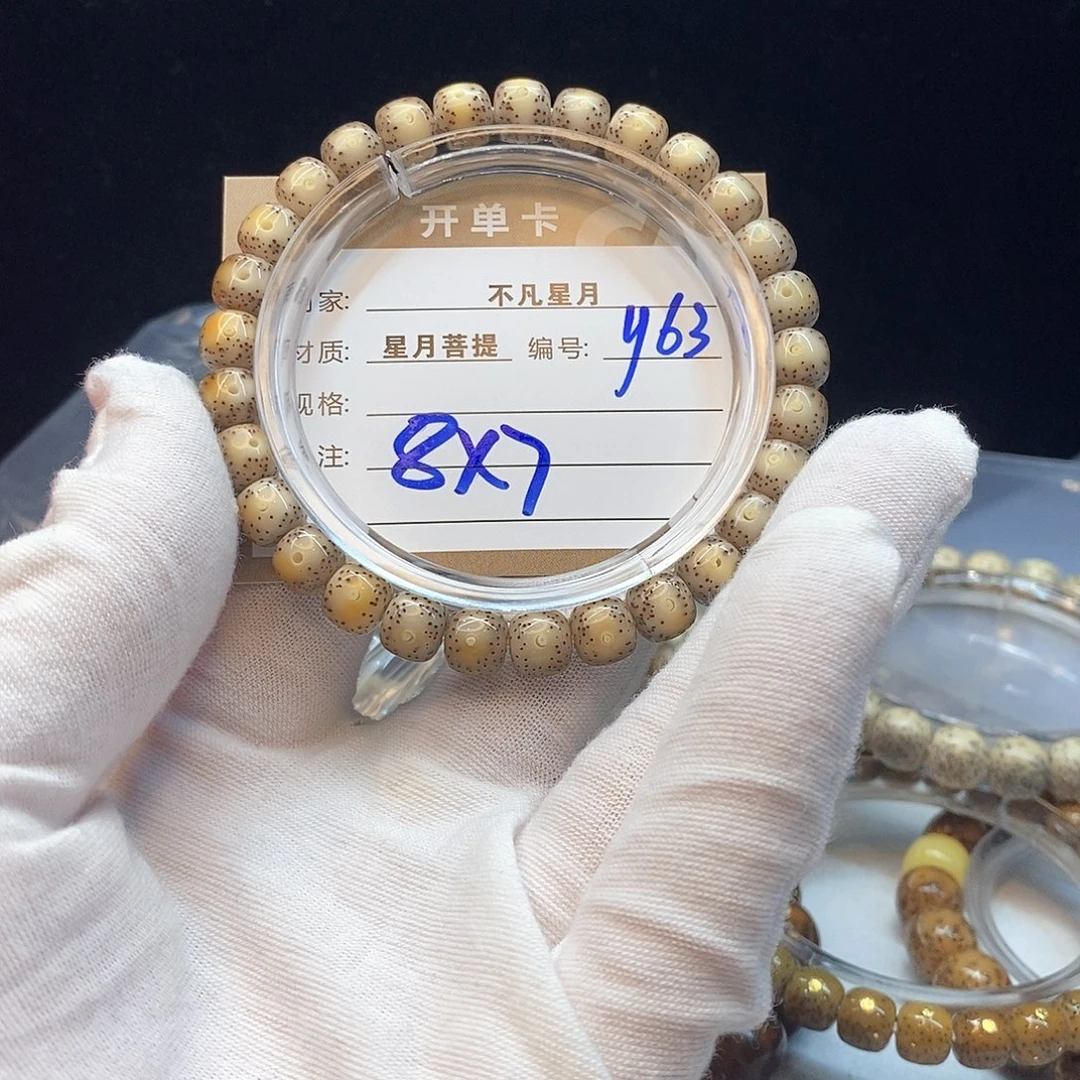 开单卡
家: 不凡星月
材质: 星月菩提 编号: y63
规格:
注: 8x7